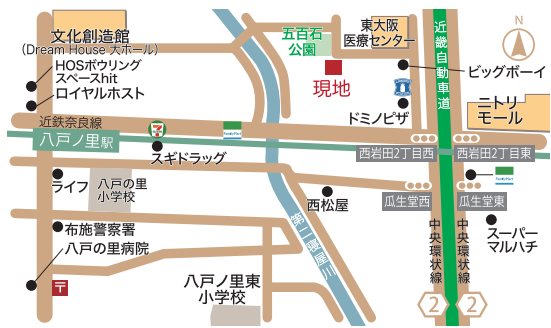 文化創造館
(Dream House 大ホール)
HOSボウリング
スペースhit
ロイヤルホスト
五百石
公園
現地
東大阪
医療センター
近畿自動車道
N
ビッグボーイ
ドミノピザ
ニトリ
モール
近鉄奈良線
八戸ノ里駅
7
FamilyMart
スギドラッグ
西岩田2丁目西
西岩田2丁目東
FamilyMart
ライフ
八戸の里
小学校
西松屋
瓜生堂西
瓜生堂東
布施警察署
八戸の里病院
〒
第二寝屋川
八戸ノ里東
小学校
中央環状線
中央環状線
スーパー
マルハチ
2
2